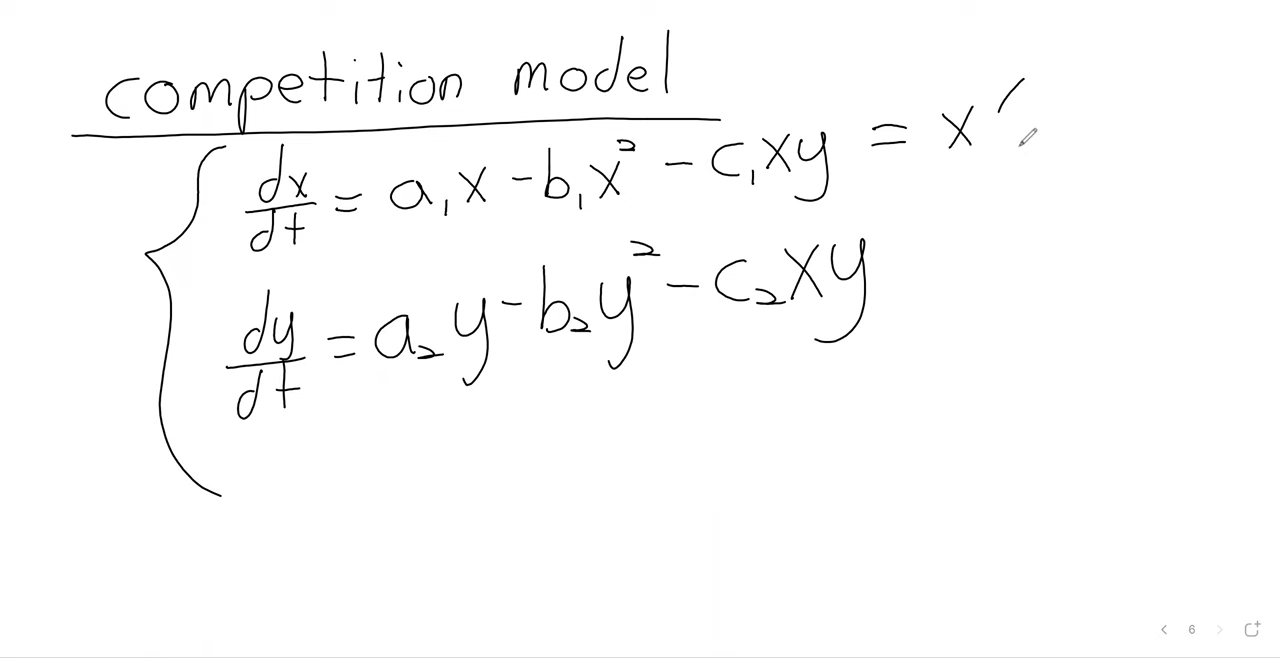 competition model
dx/dt = a₁x - b₁x² - c₁xy = x'
dy/dt = a₂y - b₂y² - c₂xy
6